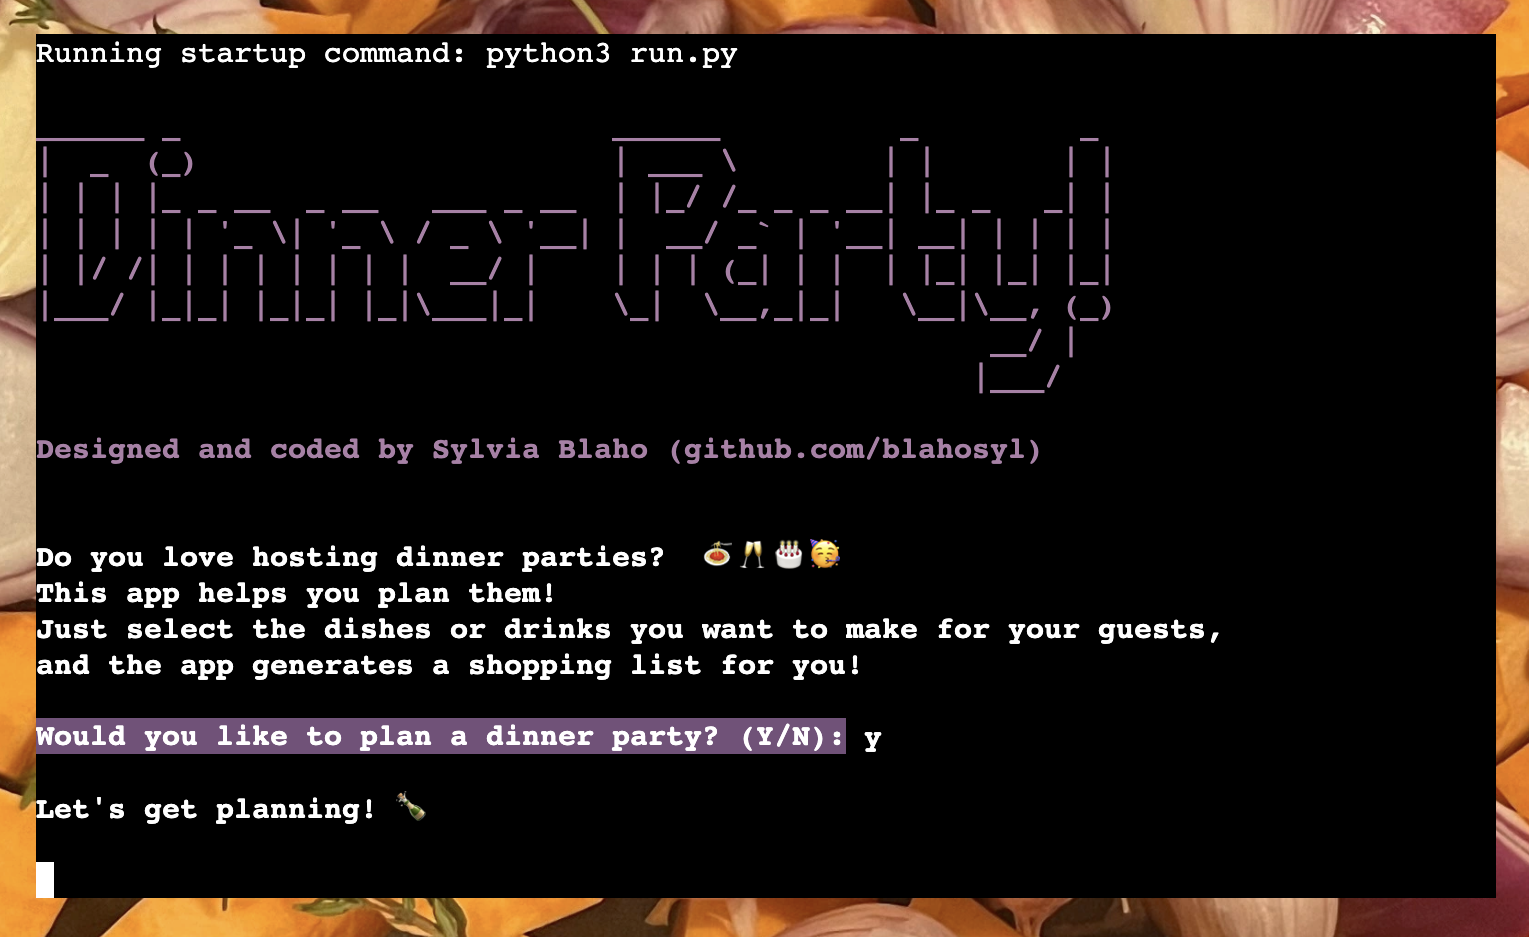 Running startup command: python3 run.py
Dinner Party!
Designed and coded by Sylvia Blaho (github.com/blahosyl)
Do you love hosting dinner parties? 🍝🥂🎂🥳
This app helps you plan them!
Just select the dishes or drinks you want to make for your guests,
and the app generates a shopping list for you!
Would you like to plan a dinner party? (Y/N): y
Let's get planning! 🍾